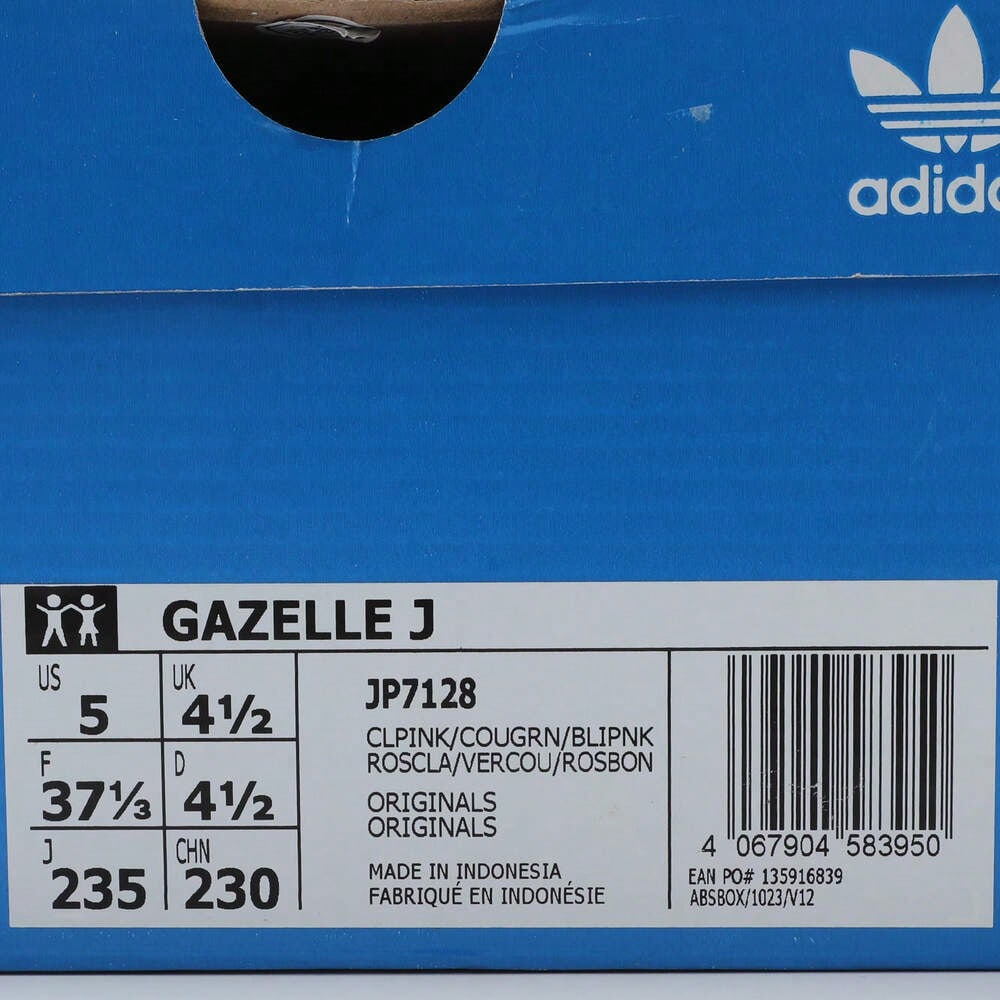 GAZELLE J
US
5
UK
4½
F
37⅓
D
4½
J
235
CHN
230
JP7128
CLPINK/COUGRN/BLIPNK
ROSCLA/VERCOU/ROSBON
ORIGINALS
ORIGINALS
MADE IN INDONESIA
FABRIQUÉ EN INDONÉSIE
4 067904 583950
EAN PO# 135916839
ABSBOX/1023/V12